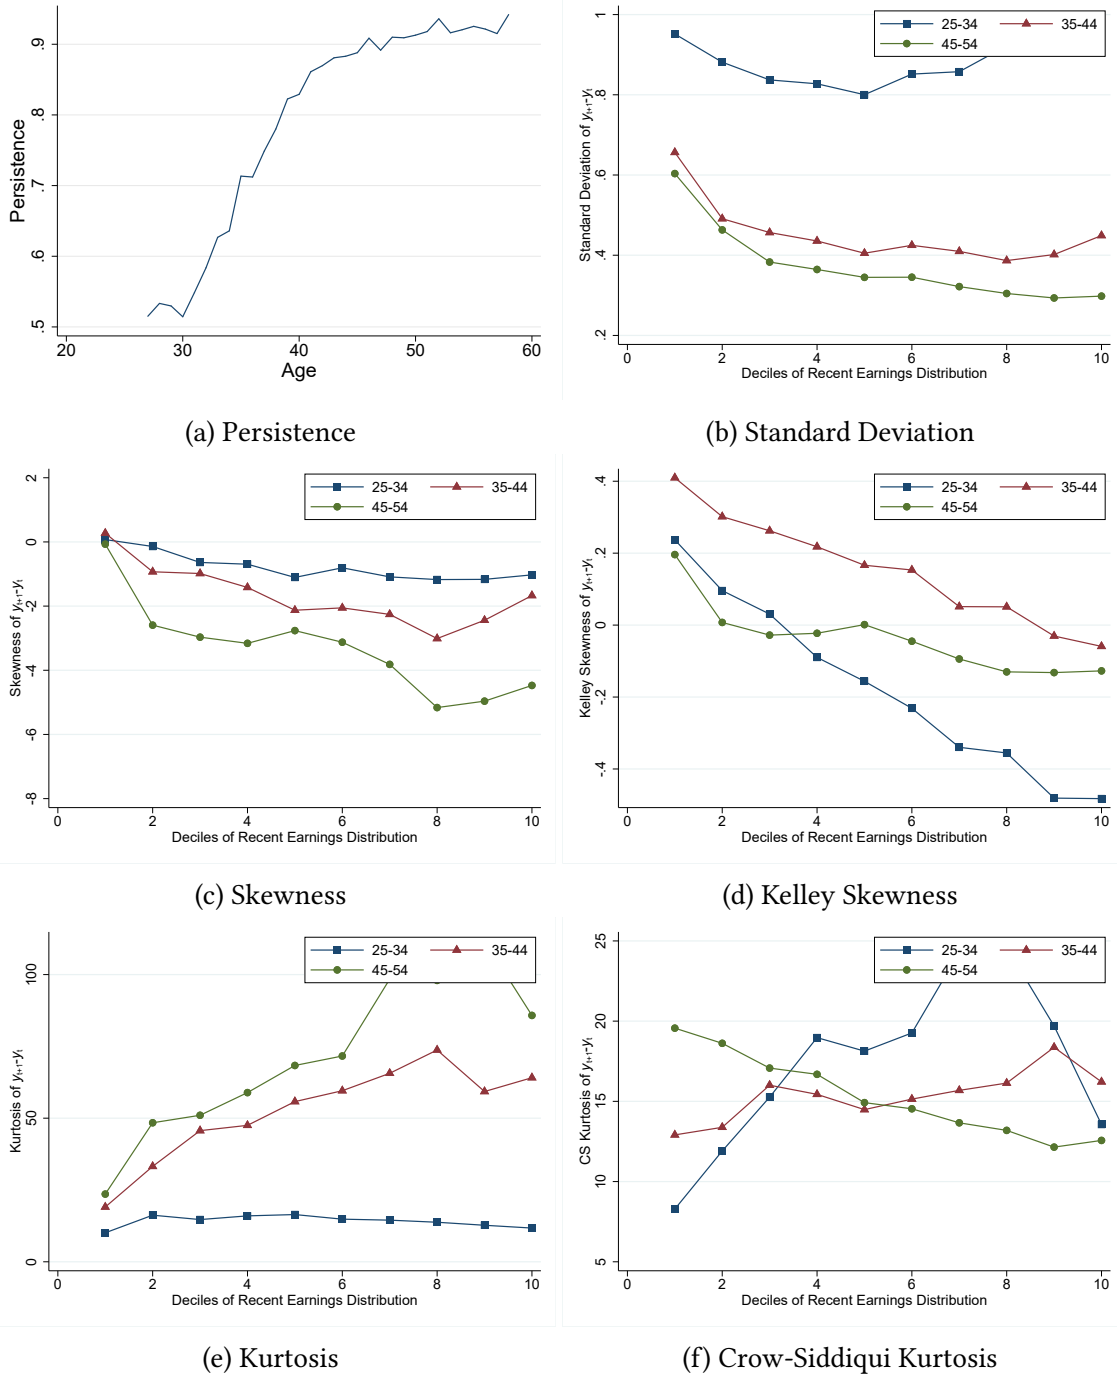 Persistence
.9
.8
.7
.6
.5
20 30 40 50 60
Age
(a) Persistence
Standard Deviation of yt+1-yt
1
.8
.6
.4
.2
25-34 35-44
45-54
0 2 4 6 8 10
Deciles of Recent Earnings Distribution
(b) Standard Deviation
Skewness of yt+1-yt
2
0
-2
-4
-6
-8
25-34 35-44
45-54
0 2 4 6 8 10
Deciles of Recent Earnings Distribution
(c) Skewness
Kelley Skewness of yt+1-yt
.4
.2
0
-.2
-.4
25-34 35-44
45-54
0 2 4 6 8 10
Deciles of Recent Earnings Distribution
(d) Kelley Skewness
Kurtosis of yt+1-yt
100
50
0
25-34 35-44
45-54
0 2 4 6 8 10
Deciles of Recent Earnings Distribution
(e) Kurtosis
CS Kurtosis of yt+1-yt
25
20
15
10
5
25-34 35-44
45-54
0 2 4 6 8 10
Deciles of Recent Earnings Distribution
(f) Crow-Siddiqui Kurtosis